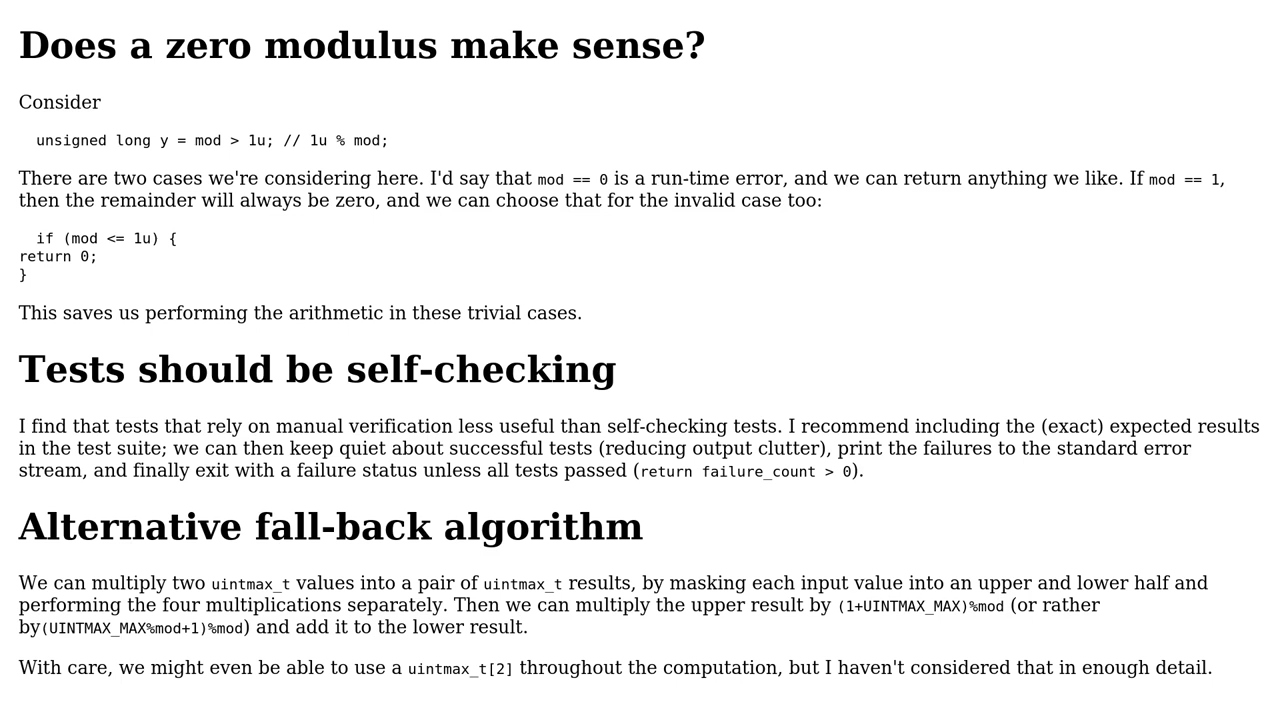 Does a zero modulus make sense?
Consider
unsigned long y = mod > 1u; // 1u % mod;
There are two cases we're considering here. I'd say that mod == 0 is a run-time error, and we can return anything we like. If mod == 1,
then the remainder will always be zero, and we can choose that for the invalid case too:
if (mod <= 1u) {
return 0;
}
This saves us performing the arithmetic in these trivial cases.
Tests should be self-checking
I find that tests that rely on manual verification less useful than self-checking tests. I recommend including the (exact) expected results
in the test suite; we can then keep quiet about successful tests (reducing output clutter), print the failures to the standard error
stream, and finally exit with a failure status unless all tests passed (return failure_count > 0).
Alternative fall-back algorithm
We can multiply two uintmax_t values into a pair of uintmax_t results, by masking each input value into an upper and lower half and
performing the four multiplications separately. Then we can multiply the upper result by (1+UINTMAX_MAX)%mod (or rather
by(UINTMAX_MAX%mod+1)%mod) and add it to the lower result.
With care, we might even be able to use a uintmax_t[2] throughout the computation, but I haven't considered that in enough detail.